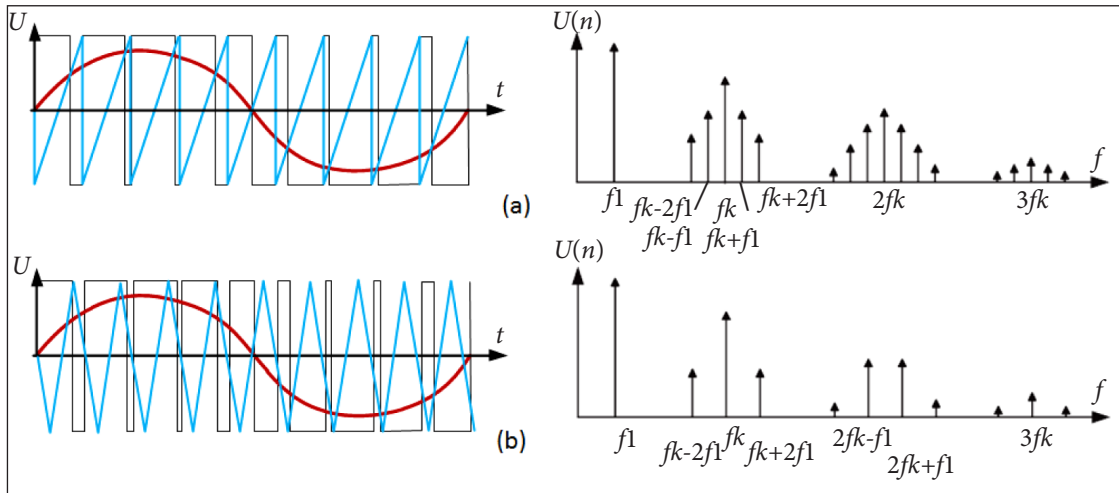 U
t
(a)
U(n)
f
f1
fk-2f1
fk-f1
fk
fk+f1
fk+2f1
2fk
3fk
U
t
(b)
U(n)
f
f1
fk-2f1
fk
fk+2f1
2fk-f1
2fk+f1
3fk